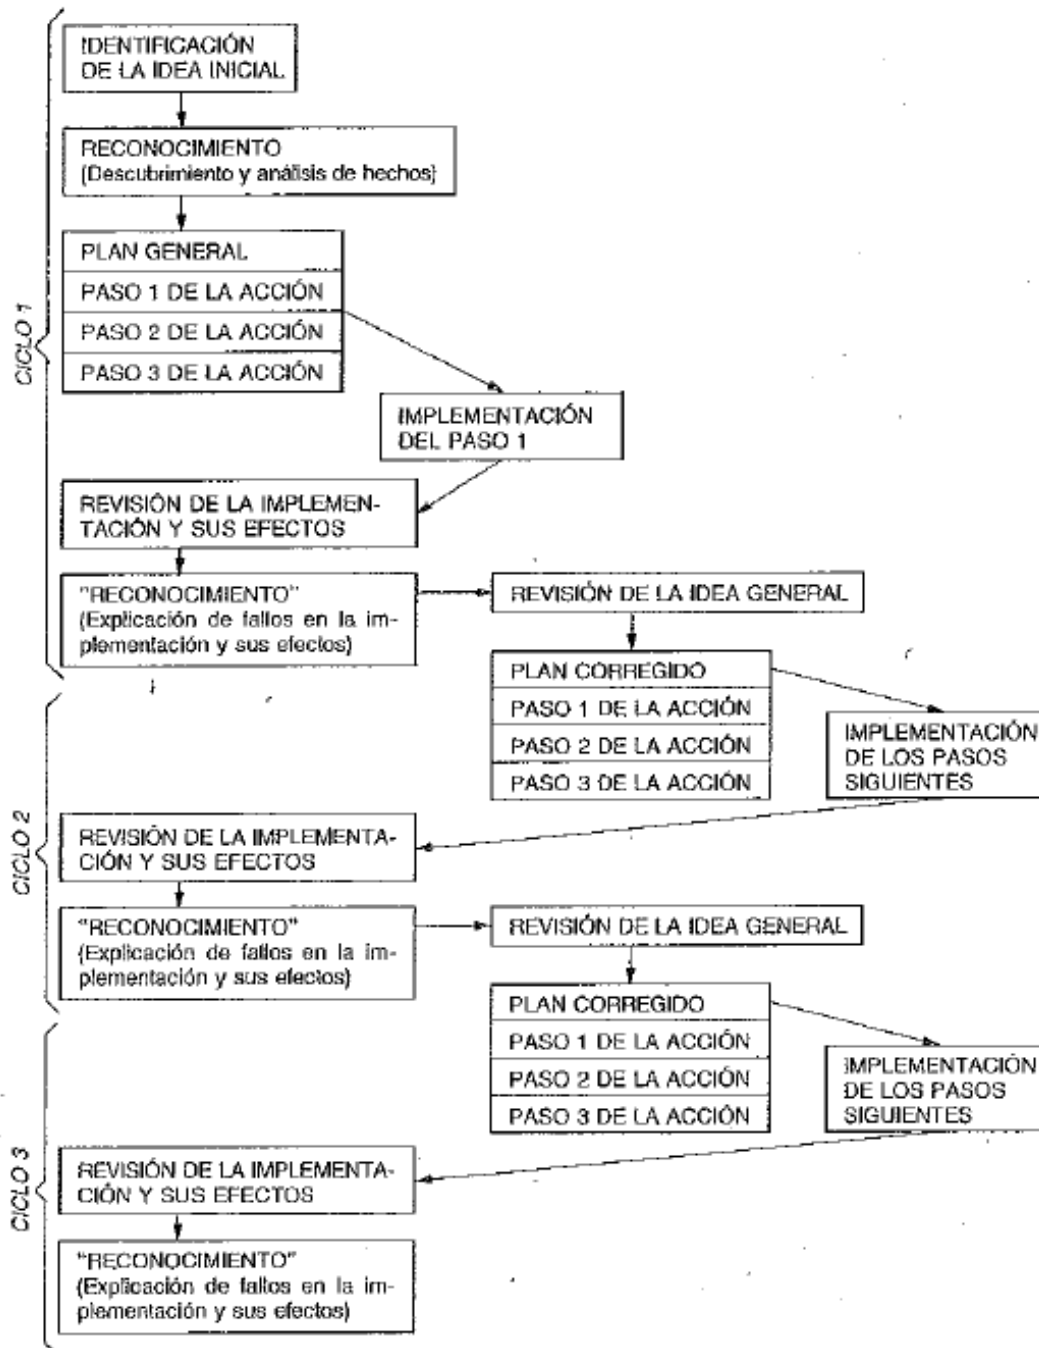 IDENTIFICACIÓN
DE LA IDEA INICIAL
RECONOCIMIENTO
(Descubrimiento y análisis de hechos)
PLAN GENERAL
PASO 1 DE LA ACCIÓN
PASO 2 DE LA ACCIÓN
PASO 3 DE LA ACCIÓN
CICLO 1
IMPLEMENTACIÓN
DEL PASO 1
REVISIÓN DE LA IMPLEMEN-
TACIÓN Y SUS EFECTOS
"RECONOCIMIENTO"
(Explicación de fallos en la im-
plementación y sus efectos)
REVISIÓN DE LA IDEA GENERAL
PLAN CORREGIDO
PASO 1 DE LA ACCIÓN
PASO 2 DE LA ACCIÓN
PASO 3 DE LA ACCIÓN
IMPLEMENTACIÓN
DE LOS PASOS
SIGUIENTES
CICLO 2
REVISIÓN DE LA IMPLEMENTA-
CIÓN Y SUS EFECTOS
"RECONOCIMIENTO"
(Explicación de fallos en la im-
plementación y sus efectos)
REVISIÓN DE LA IDEA GENERAL
PLAN CORREGIDO
PASO 1 DE LA ACCIÓN
PASO 2 DE LA ACCIÓN
PASO 3 DE LA ACCIÓN
IMPLEMENTACIÓN
DE LOS PASOS
SIGUIENTES
CICLO 3
REVISIÓN DE LA IMPLEMENTA-
CIÓN Y SUS EFECTOS
"RECONOCIMIENTO"
(Explicación de fallos en la im-
plementación y sus efectos)